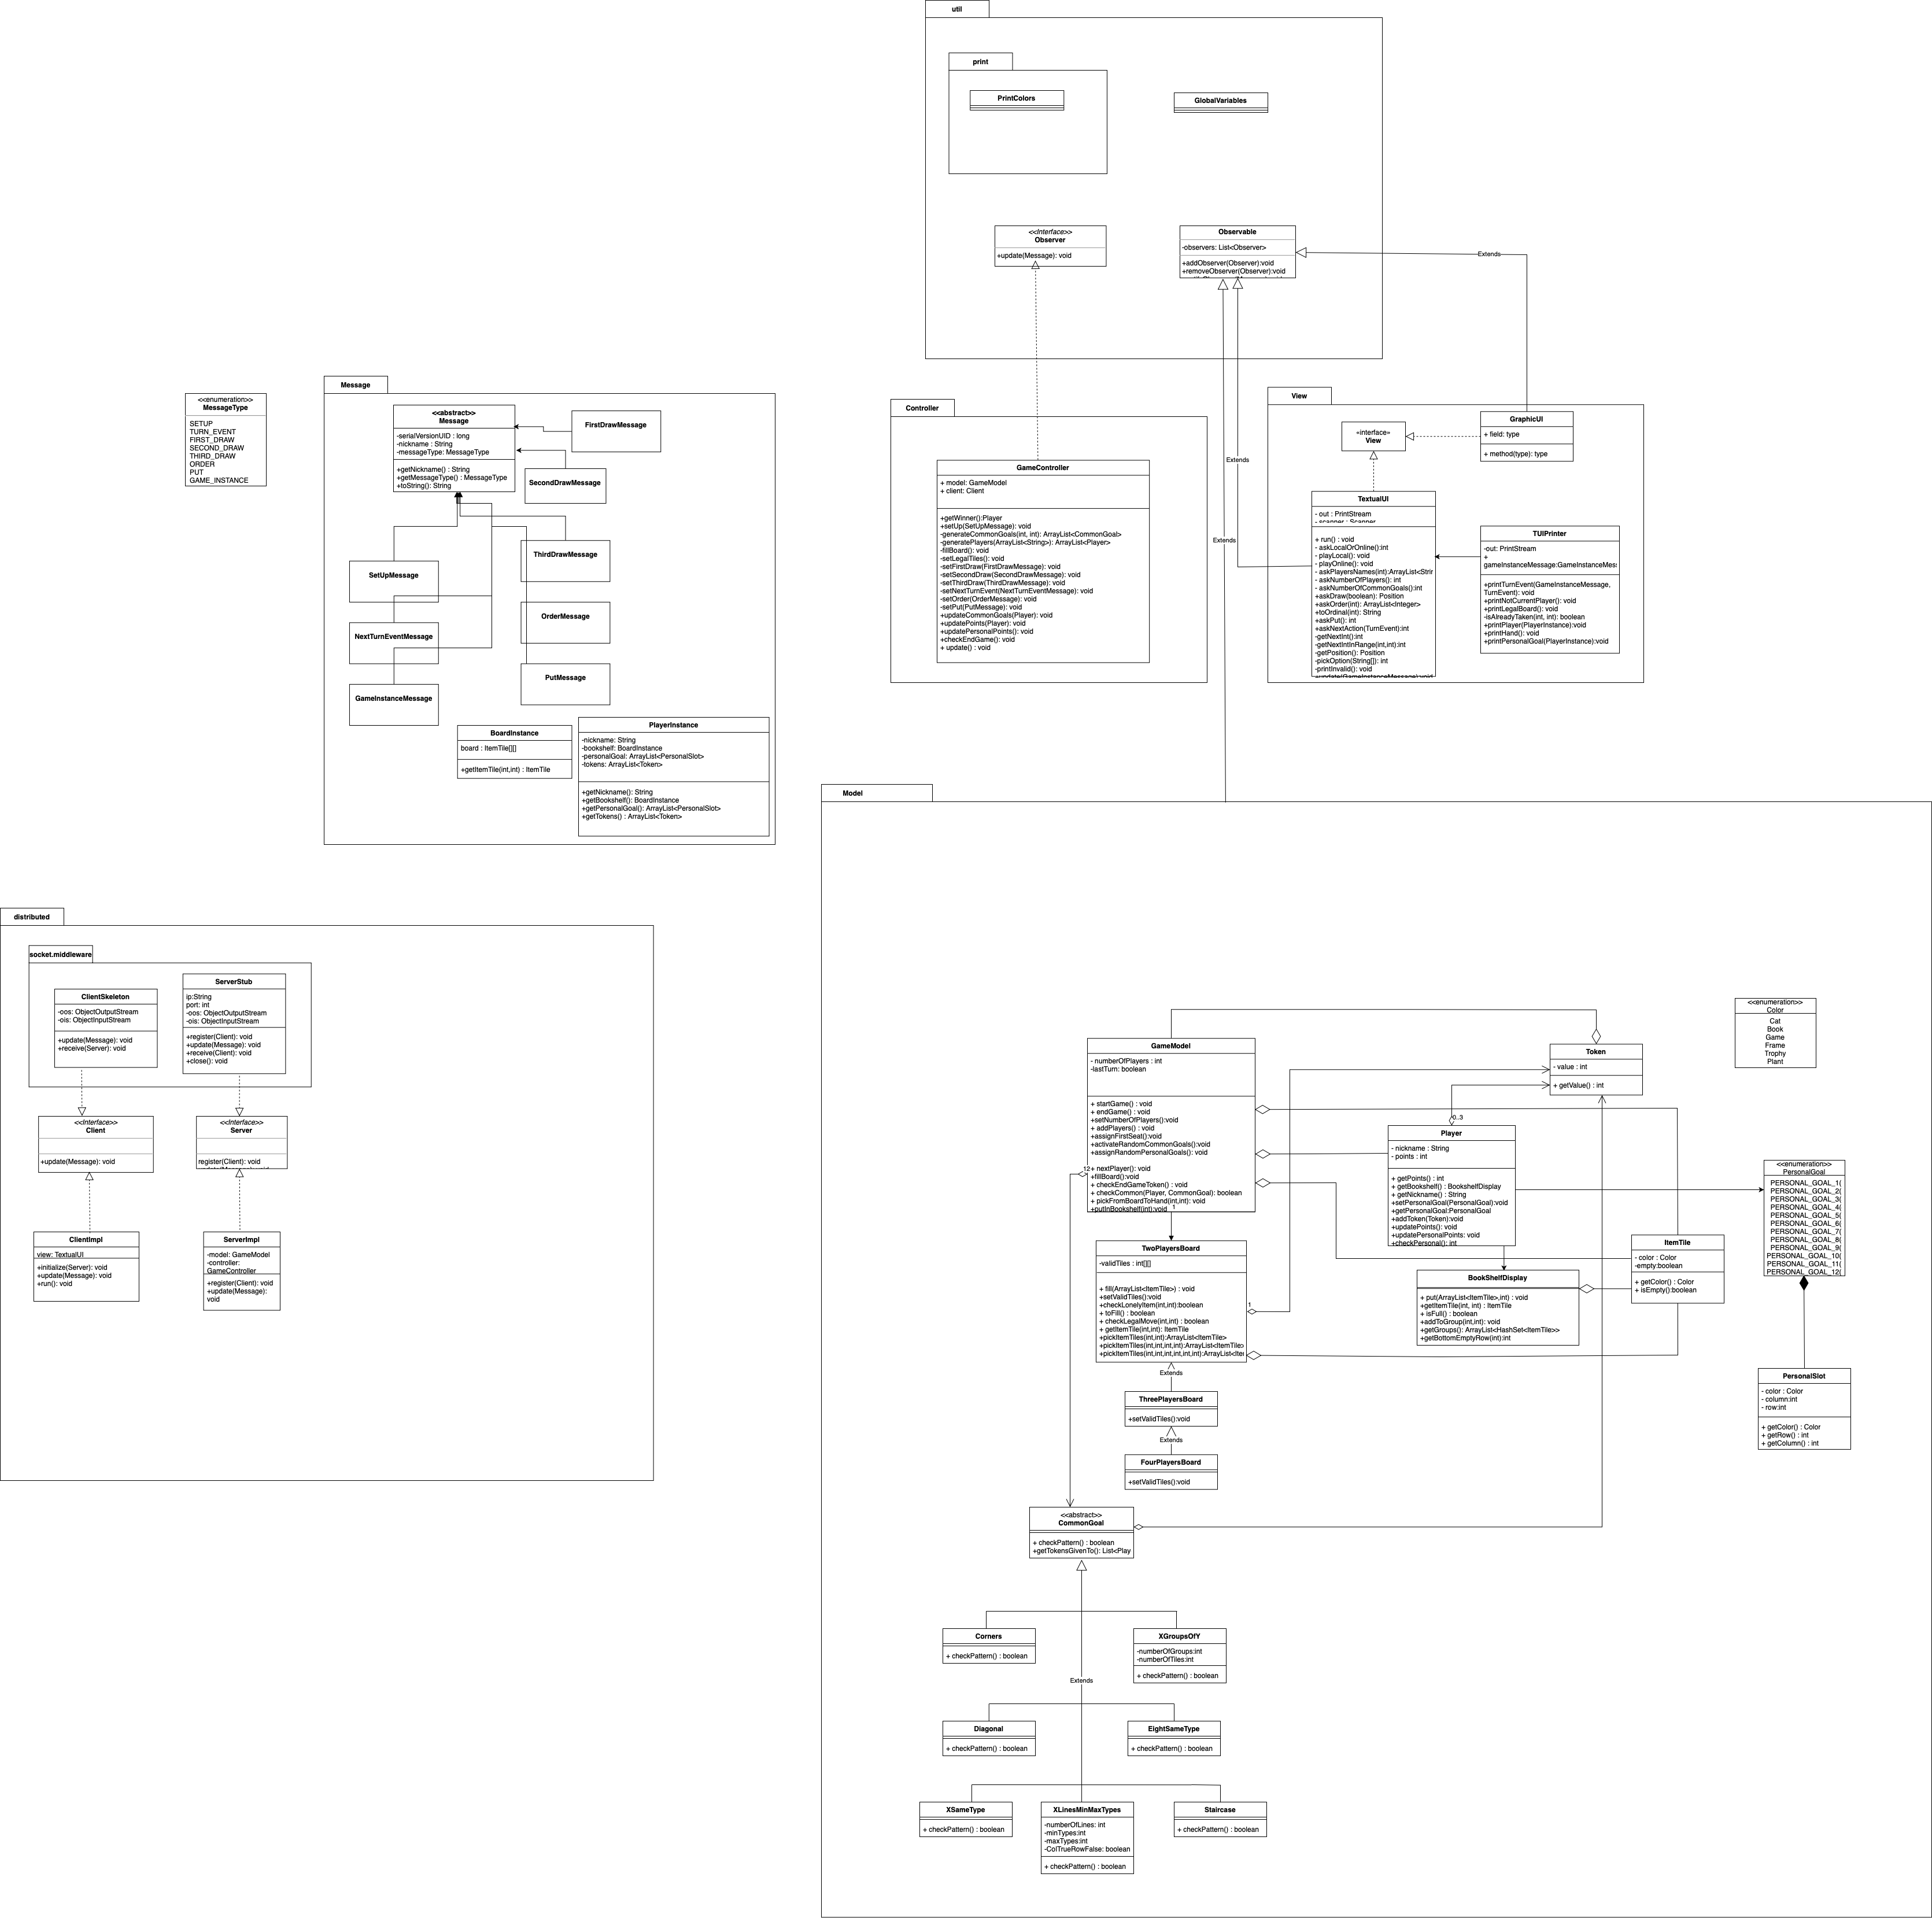 util
print
PrintColors
GlobalVariables
<<Interface>>
Observer
+update(Message): void
Observable
-observers: List<Observer>
+addObserver(Observer):void
+removeObserver(Observer):void
Extends
Extends
Extends
Message
<<enumeration>>
MessageType
SETUP
TURN_EVENT
FIRST_DRAW
SECOND_DRAW
THIRD_DRAW
ORDER
PUT
GAME_INSTANCE
<<abstract>>
Message
-serialVersionUID : long
-nickname : String
-messageType: MessageType
+getNickname() : String
+getMessageType() : MessageType
+toString(): String
FirstDrawMessage
SecondDrawMessage
ThirdDrawMessage
SetUpMessage
OrderMessage
NextTurnEventMessage
PutMessage
GameInstanceMessage
BoardInstance
board : ItemTile[][]
+getItemTile(int,int) : ItemTile
PlayerInstance
-nickname: String
-bookshelf: BoardInstance
-personalGoal: ArrayList<PersonalSlot>
-tokens: ArrayList<Token>
+getNickname(): String
+getBookshelf(): BoardInstance
+getPersonalGoal(): ArrayList<PersonalSlot>
+getTokens() : ArrayList<Token>
Controller
GameController
+ model: GameModel
+ client: Client
+getWinner():Player
+setUp(SetUpMessage): void
-generateCommonGoals(int, int): ArrayList<CommonGoal>
-generatePlayers(ArrayList<String>): ArrayList<Player>
-fillBoard(): void
-setLegalTiles(): void
-setFirstDraw(FirstDrawMessage): void
-setSecondDraw(SecondDrawMessage): void
-setThirdDraw(ThirdDrawMessage): void
-setNextTurnEvent(NextTurnEventMessage): void
-setOrder(OrderMessage): void
-setPut(PutMessage): void
+updateCommonGoals(Player): void
+updatePoints(Player): void
+updatePersonalPoints(): void
+checkEndGame(): void
+ update() : void
View
«interface»
View
GraphicUI
+ field: type
+ method(type): type
TextualUI
- out : PrintStream
- scanner : Scanner
+ run() : void
- askLocalOrOnline():int
- playLocal(): void
- playOnline(): void
- askPlayersNames(int):ArrayList<Strir
- askNumberOfPlayers(): int
- askNumberOfCommonGoals():int
+askDraw(boolean): Position
+askOrder(int): ArrayList<Integer>
+toOrdinal(int): String
+askPut(): int
+askNextAction(TurnEvent):int
-getNextInt():int
-getNextIntInRange(int,int):int
-getPosition(): Position
-pickOption(String[]): int
-printInvalid(): void
+update(GameInstanceMessage):void
TUIPrinter
-out: PrintStream
+
gameInstanceMessage:GameInstanceMes
+printTurnEvent(GameInstanceMessage,
TurnEvent): void
+printNotCurrentPlayer(): void
+printLegalBoard(): void
-isAlreadyTaken(int, int): boolean
+printPlayer(PlayerInstance):void
+printHand(): void
+printPersonalGoal(PlayerInstance):void
distributed
socket.middleware
ClientSkeleton
-oos: ObjectOutputStream
-ois: ObjectInputStream
+update(Message): void
+receive(Server): void
ServerStub
ip:String
port: int
-oos: ObjectOutputStream
-ois: ObjectInputStream
+register(Client): void
+update(Message): void
+receive(Client): void
+close(): void
<<Interface>>
Client
+update(Message): void
<<Interface>>
Server
register(Client): void
ClientImpl
view: TextualUI
+initialize(Server): void
+update(Message): void
+run(): void
ServerImpl
-model: GameModel
-controller:
GameController
+register(Client): void
+update(Message):
void
Model
GameModel
- numberOfPlayers : int
-lastTurn: boolean
+ startGame() : void
+ endGame() : void
+setNumberOfPlayers():void
+ addPlayers() : void
+assignFirstSeat():void
+activateRandomCommonGoals():void
+assignRandomPersonalGoals():void
12
+ nextPlayer(): void
+fillBoard():void
+ checkEndGameToken() : void
+ checkCommon(Player, CommonGoal): boolean
+ pickFromBoardToHand(int,int): void
+putInBookshelf(int):void
1
Token
- value : int
+ getValue() : int
0..3
Player
- nickname : String
- points : int
+ getPoints() : int
+ getBookshelf() : BookshelfDisplay
+ getNickname() : String
+setPersonalGoal(PersonalGoal):void
+getPersonalGoal:PersonalGoal
+addToken(Token):void
+updatePoints(): void
+updatePersonalPoints: void
+checkPersonal(): int
<<enumeration>>
Color
Cat
Book
Game
Frame
Trophy
Plant
<<enumeration>>
PersonalGoal
PERSONAL_GOAL_1(
PERSONAL_GOAL_2(
PERSONAL_GOAL_3(
PERSONAL_GOAL_4(
PERSONAL_GOAL_5(
PERSONAL_GOAL_6(
PERSONAL_GOAL_7(
PERSONAL_GOAL_8(
PERSONAL_GOAL_9(
PERSONAL_GOAL_10(
PERSONAL_GOAL_11(
PERSONAL_GOAL_12(
TwoPlayersBoard
-validTiles : int[][]
+ fill(ArrayList<ItemTile>) : void
+setValidTiles():void
+checkLonelyItem(int,int):boolean
+ toFill() : boolean
+ checkLegalMove(int,int) : boolean
+ getItemTile(int,int): ItemTile
+pickItemTiles(int,int):ArrayList<ItemTile>
+pickItemTiles(int,int,int,int):ArrayList<ItemTile>
+pickItemTiles(int,int,int,int,int,int):ArrayList<Ite
1
BookShelfDisplay
+ put(ArrayList<ItemTile>,int) : void
+getItemTile(int, int) : ItemTile
+ isFull() : boolean
+addToGroup(int,int): void
+getGroups(): ArrayList<HashSet<ItemTile>>
+getBottomEmptyRow(int):int
ItemTile
- color : Color
-empty:boolean
+ getColor() : Color
+ isEmpty():boolean
PersonalSlot
- color : Color
- column:int
- row:int
+ getColor() : Color
+ getRow() : int
+ getColumn() : int
Extends
ThreePlayersBoard
+setValidTiles():void
Extends
FourPlayersBoard
+setValidTiles():void
<<abstract>>
CommonGoal
+ checkPattern() : boolean
+getTokensGivenTo(): List<Play
Corners
+ checkPattern() : boolean
XGroupsOfY
-numberOfGroups:int
-numberOfTiles:int
+ checkPattern() : boolean
Extends
Diagonal
+ checkPattern() : boolean
EightSameType
+ checkPattern() : boolean
XSameType
+ checkPattern() : boolean
XLinesMinMaxTypes
-numberOfLines: int
-minTypes:int
-maxTypes:int
-ColTrueRowFalse: boolean
+ checkPattern() : boolean
Staircase
+ checkPattern() : boolean